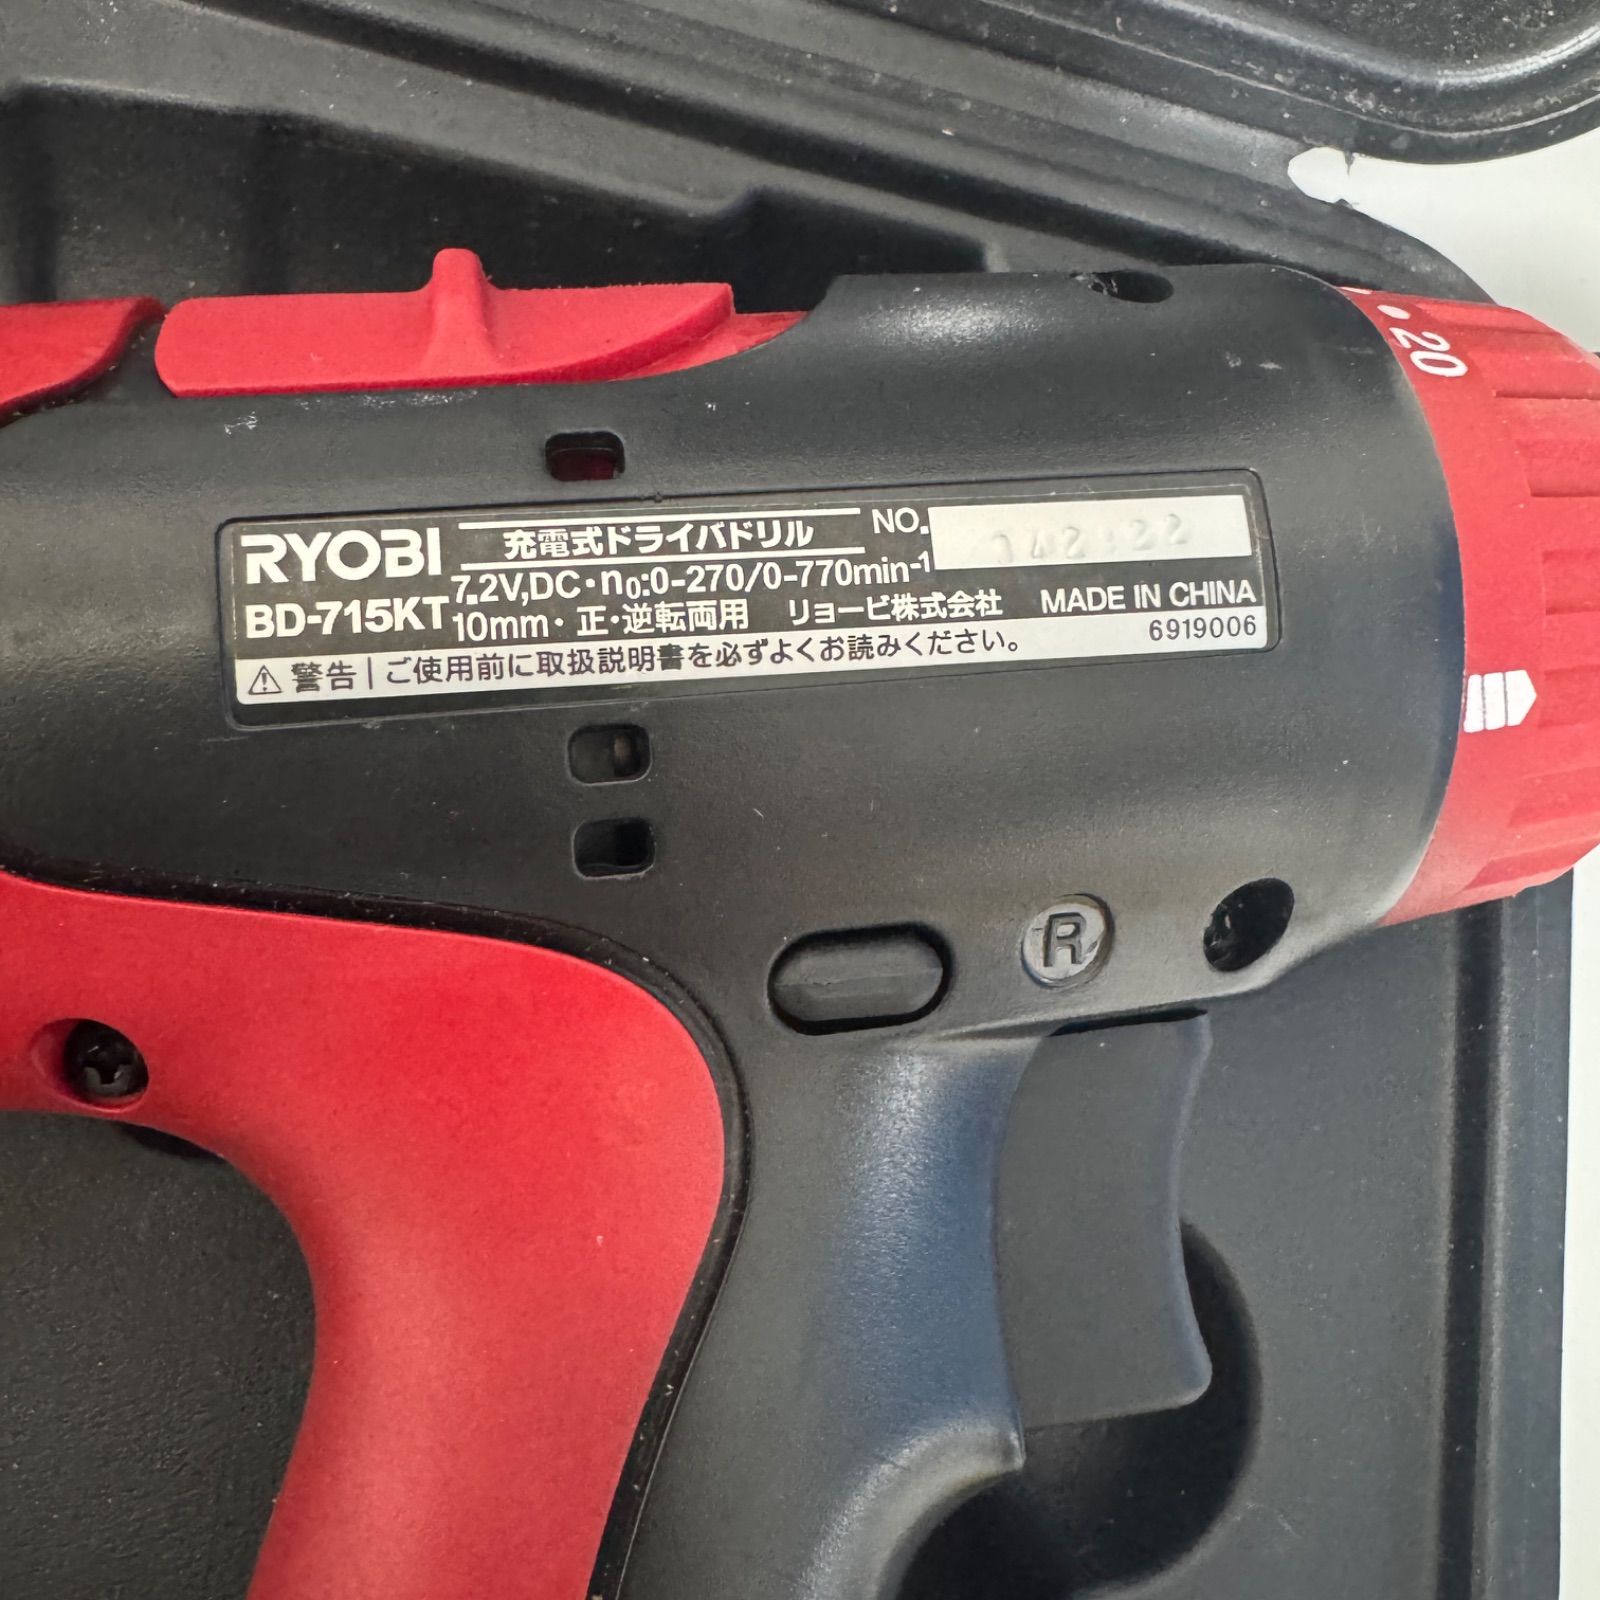 RYOBI 充電式ドライバドリル NO.
BD-715KT 7.2V,DC・n₀:0-270/0-770min⁻¹
10mm・正・逆転両用 リョービ株式会社 MADE IN CHINA
⚠ 警告 | ご使用前に取扱説明書を必ずよくお読みください。 6919006
20
R